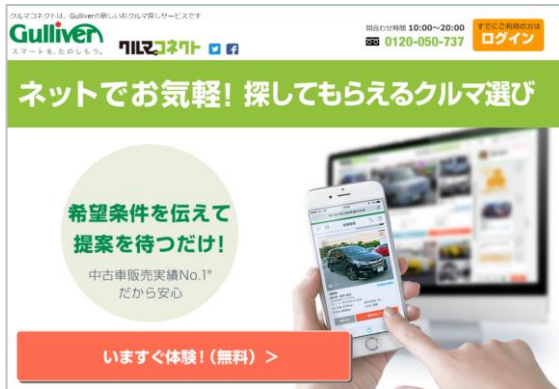 クルマコネクトは、Gulliverの新しいおクルマ探しサービスです
Gulliver
スマートを、たのしもう。
クルマコネクト
問合わせ時間 10:00~20:00
0120-050-737
すでにご利用の方は
ログイン
ネットでお気軽！探してもらえるクルマ選び
希望条件を伝えて
提案を待つだけ！
中古車販売実績No.1※
だから安心
いますぐ体験！（無料） >